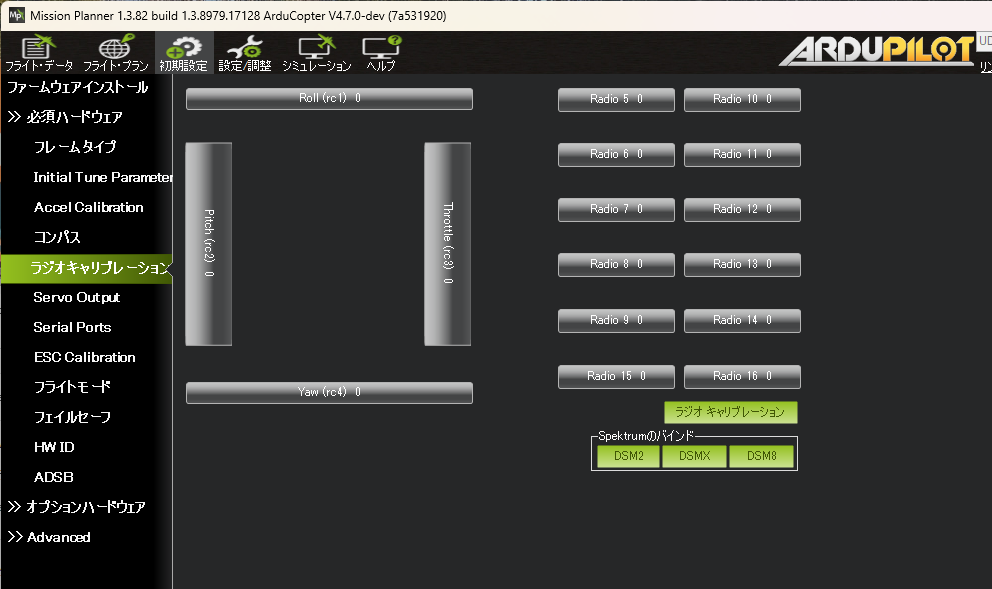 Mission Planner 1.3.82 build 1.3.8979.17128 ArduCopter V4.7.0-dev (7a531920)
フライト・データ フライト・プラン 初期設定 設定/調整 シミュレーション ヘルプ
ARDUPILOT
UD
リン
ファームウェアインストール
>> 必須ハードウェア
フレームタイプ
Initial Tune Parameter
Accel Calibration
コンパス
ラジオキャリブレーション
Servo Output
Serial Ports
ESC Calibration
フライトモード
フェイルセーフ
HW ID
ADSB
>> オプションハードウェア
>> Advanced
Roll (rc1) 0
Pitch (rc2) 0
Throttle (rc3) 0
Yaw (rc4) 0
Radio 5 0 Radio 10 0
Radio 6 0 Radio 11 0
Radio 7 0 Radio 12 0
Radio 8 0 Radio 13 0
Radio 9 0 Radio 14 0
Radio 15 0 Radio 16 0
ラジオ キャリブレーション
Spektrumのバインド
DSM2 DSMX DSM8